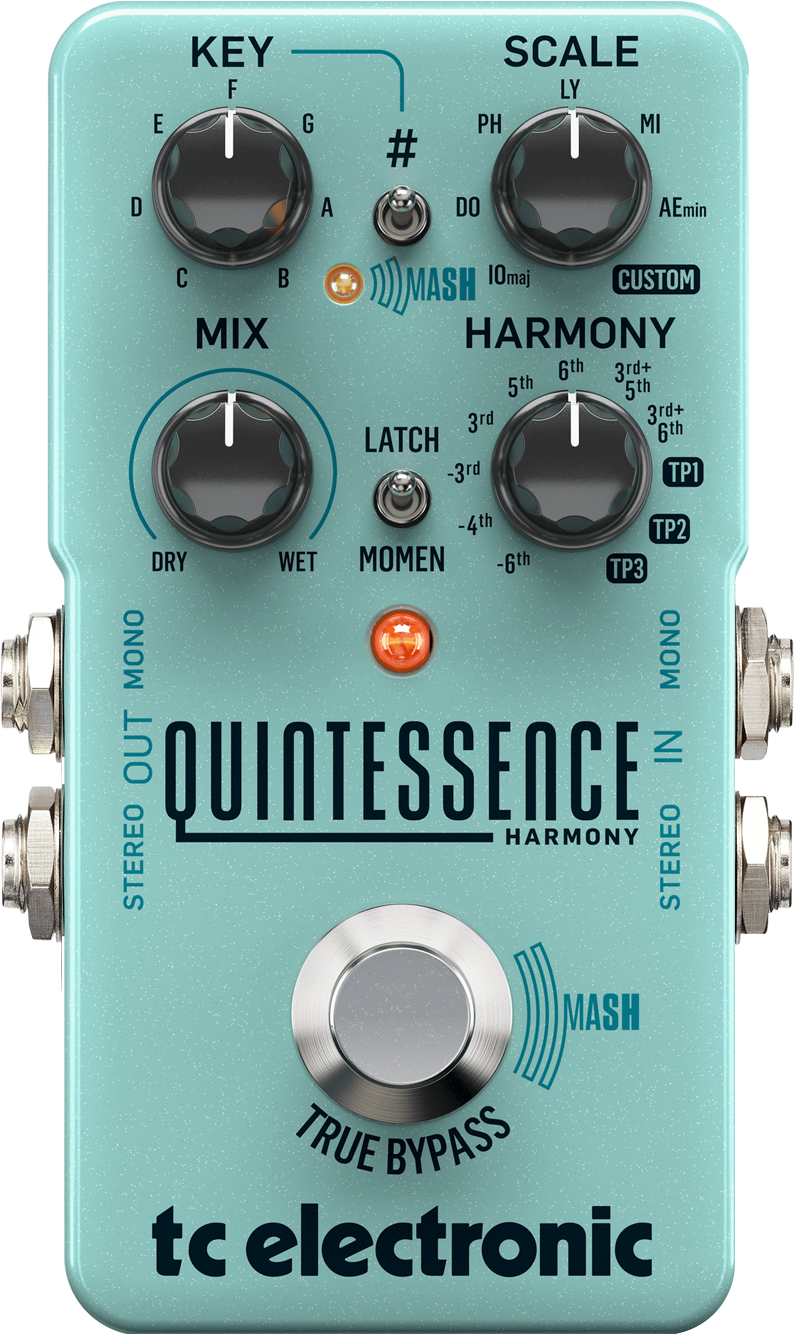 KEY
SCALE
#
F
E
G
D
A
C
B
LY
PH
MI
DO
AEmin
IOmaj
CUSTOM
MASH
MIX
HARMONY
DRY
WET
LATCH
MOMEN
6th
5th
3rd+
5th
3rd
3rd+
6th
-3rd
TP1
-4th
TP2
-6th
TP3
MONO
OUT
STEREO
MONO
IN
STEREO
QUINTESSENCE
HARMONY
MASH
TRUE BYPASS
tc electronic